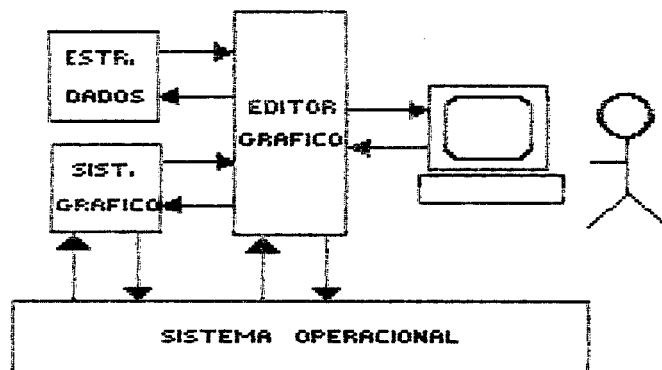 ESTR.
DADOS
EDITOR
GRAFICO
SIST.
GRAFICO
SISTEMA OPERACIONAL